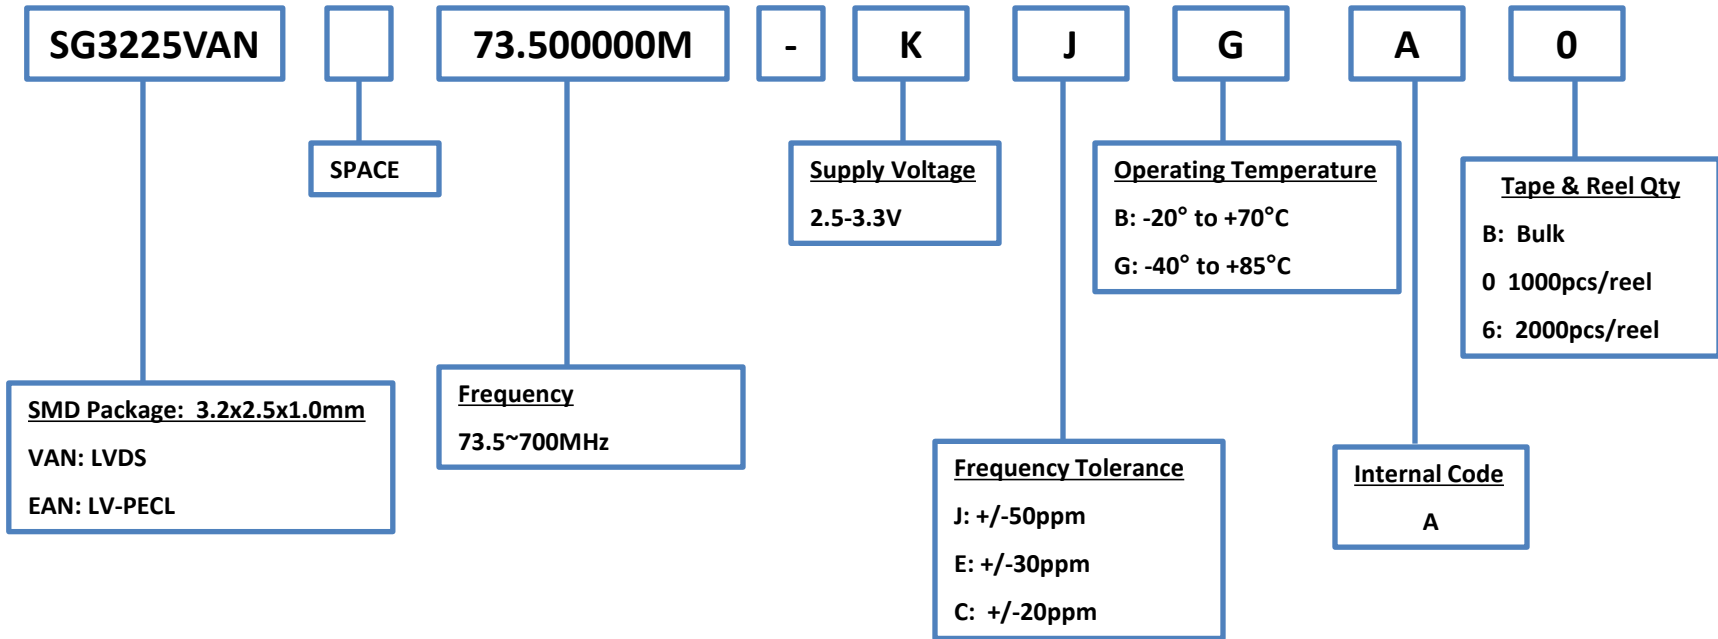 SG3225VAN 73.500000M - K J G A 0
SPACE
Supply Voltage
2.5-3.3V
Operating Temperature
B: -20° to +70°C
G: -40° to +85°C
Tape & Reel Qty
B: Bulk
0 1000pcs/reel
6: 2000pcs/reel
SMD Package: 3.2x2.5x1.0mm
VAN: LVDS
EAN: LV-PECL
Frequency
73.5~700MHz
Frequency Tolerance
J: +/-50ppm
E: +/-30ppm
C: +/-20ppm
Internal Code
A